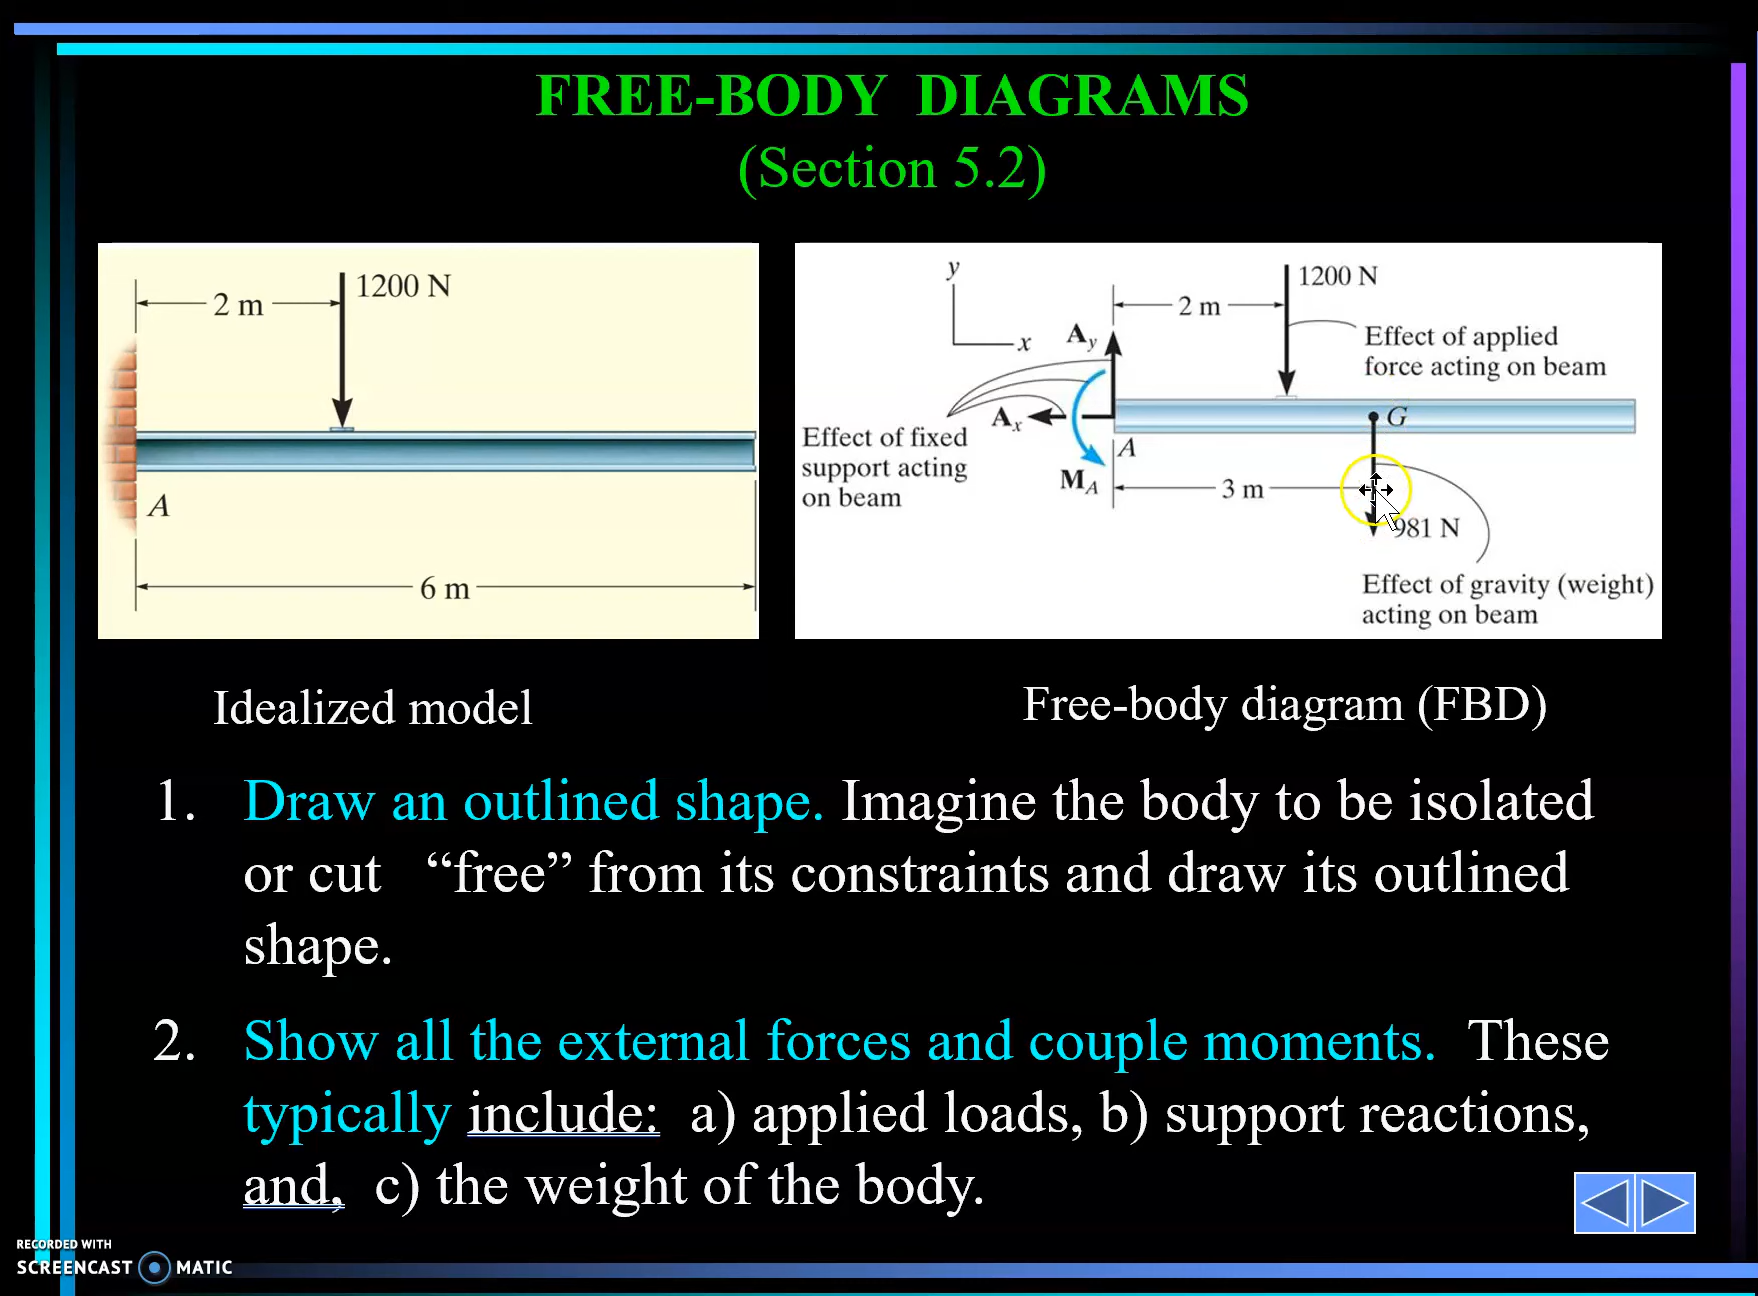 FREE-BODY DIAGRAMS
(Section 5.2)
2 m
1200 N
A
6 m
y
x
2 m
1200 N
Effect of applied
force acting on beam
Ay
Ax
MA
A
G
Effect of fixed
support acting
on beam
3 m
981 N
Effect of gravity (weight)
acting on beam
Idealized model
Free-body diagram (FBD)
1. Draw an outlined shape. Imagine the body to be isolated
or cut “free” from its constraints and draw its outlined
shape.
2. Show all the external forces and couple moments. These
typically include: a) applied loads, b) support reactions,
and, c) the weight of the body.
RECORDED WITH
SCREENCAST MATIC